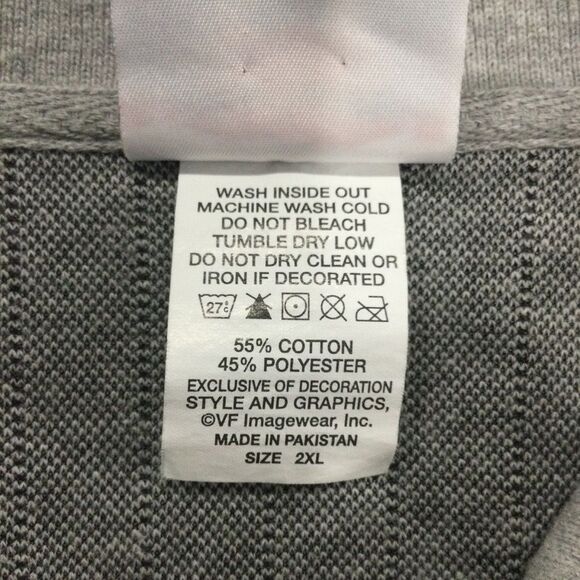 WASH INSIDE OUT
MACHINE WASH COLD
DO NOT BLEACH
TUMBLE DRY LOW
DO NOT DRY CLEAN OR
IRON IF DECORATED
27°C
55% COTTON
45% POLYESTER
EXCLUSIVE OF DECORATION
STYLE AND GRAPHICS,
©VF Imagewear, Inc.
MADE IN PAKISTAN
SIZE 2XL